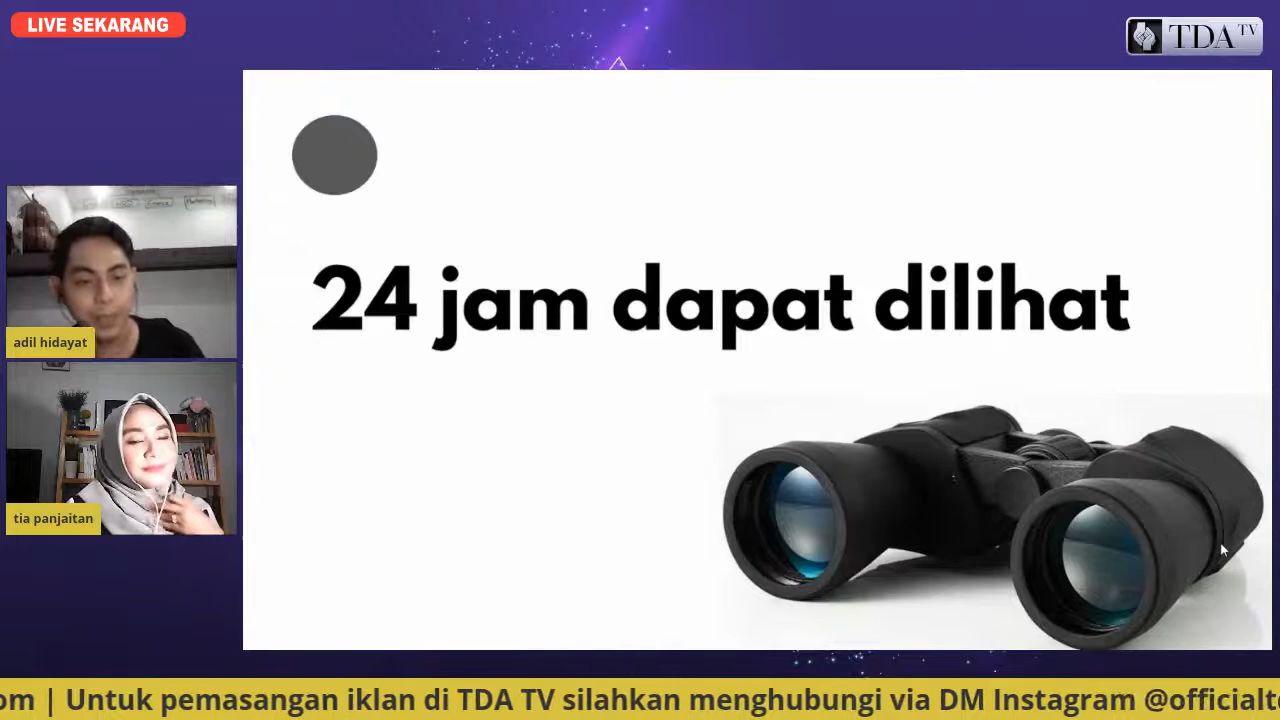 LIVE SEKARANG
TDA TV
24 jam dapat dilihat
adil hidayat
tia panjaitan
om | Untuk pemasangan iklan di TDA TV silahkan menghubungi via DM Instagram @officialt